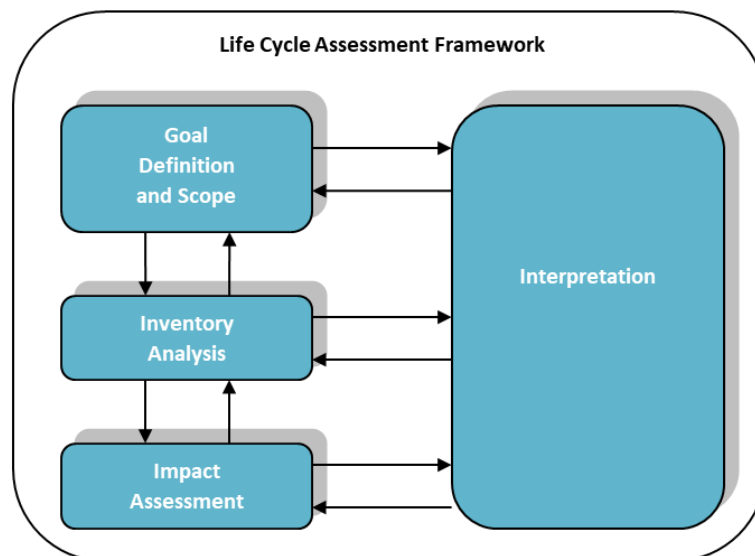 Life Cycle Assessment Framework
Goal
Definition
and Scope
Interpretation
Inventory
Analysis
Impact
Assessment